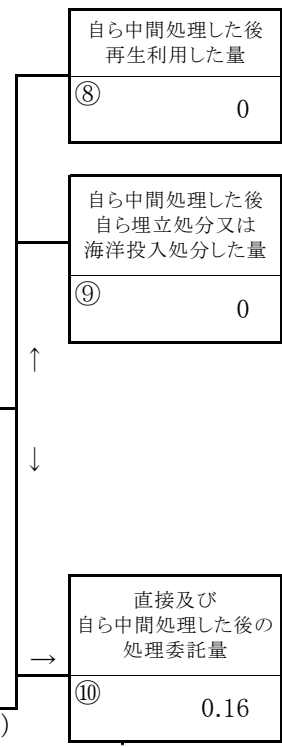 自ら中間処理した後
再生利用した量
⑧
0
自ら中間処理した後
自ら埋立処分又は
海洋投入処分した量
⑨
0
↑
↓
直接及び
自ら中間処理した後の
処理委託量
→
⑩
0.16
)